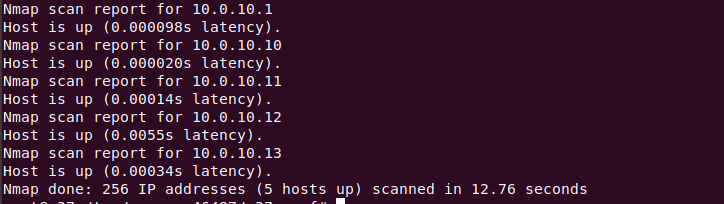 Nmap scan report for 10.0.10.1
Host is up (0.000098s latency).
Nmap scan report for 10.0.10.10
Host is up (0.000020s latency).
Nmap scan report for 10.0.10.11
Host is up (0.00014s latency).
Nmap scan report for 10.0.10.12
Host is up (0.0055s latency).
Nmap scan report for 10.0.10.13
Host is up (0.00034s latency).
Nmap done: 256 IP addresses (5 hosts up) scanned in 12.76 seconds